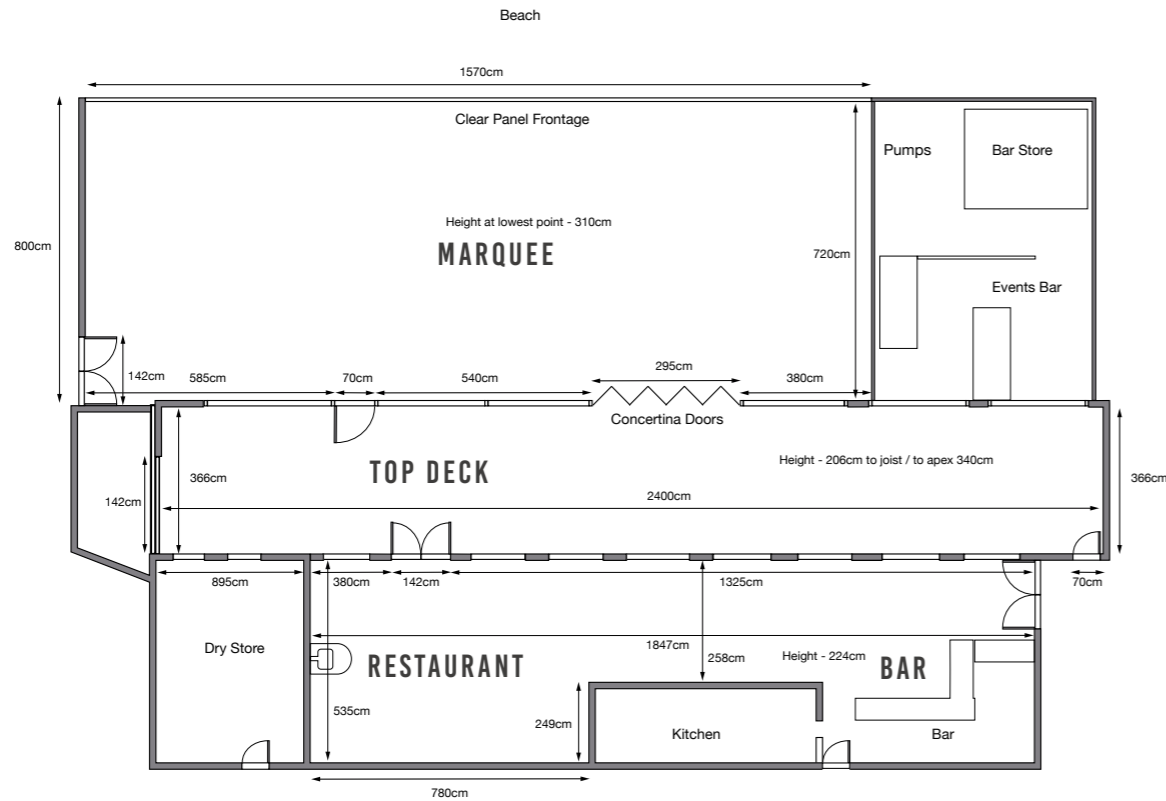 Beach
1570cm
Clear Panel Frontage
Pumps
Bar Store
Height at lowest point - 310cm
800cm
MARQUEE
720cm
Events Bar
142cm
585cm
70cm
540cm
295cm
380cm
Concertina Doors
TOP DECK
Height - 206cm to joist / to apex 340cm
366cm
366cm
142cm
2400cm
895cm
380cm
142cm
1325cm
70cm
Dry Store
1847cm
258cm
Height - 224cm
RESTAURANT
BAR
535cm
249cm
Kitchen
Bar
780cm